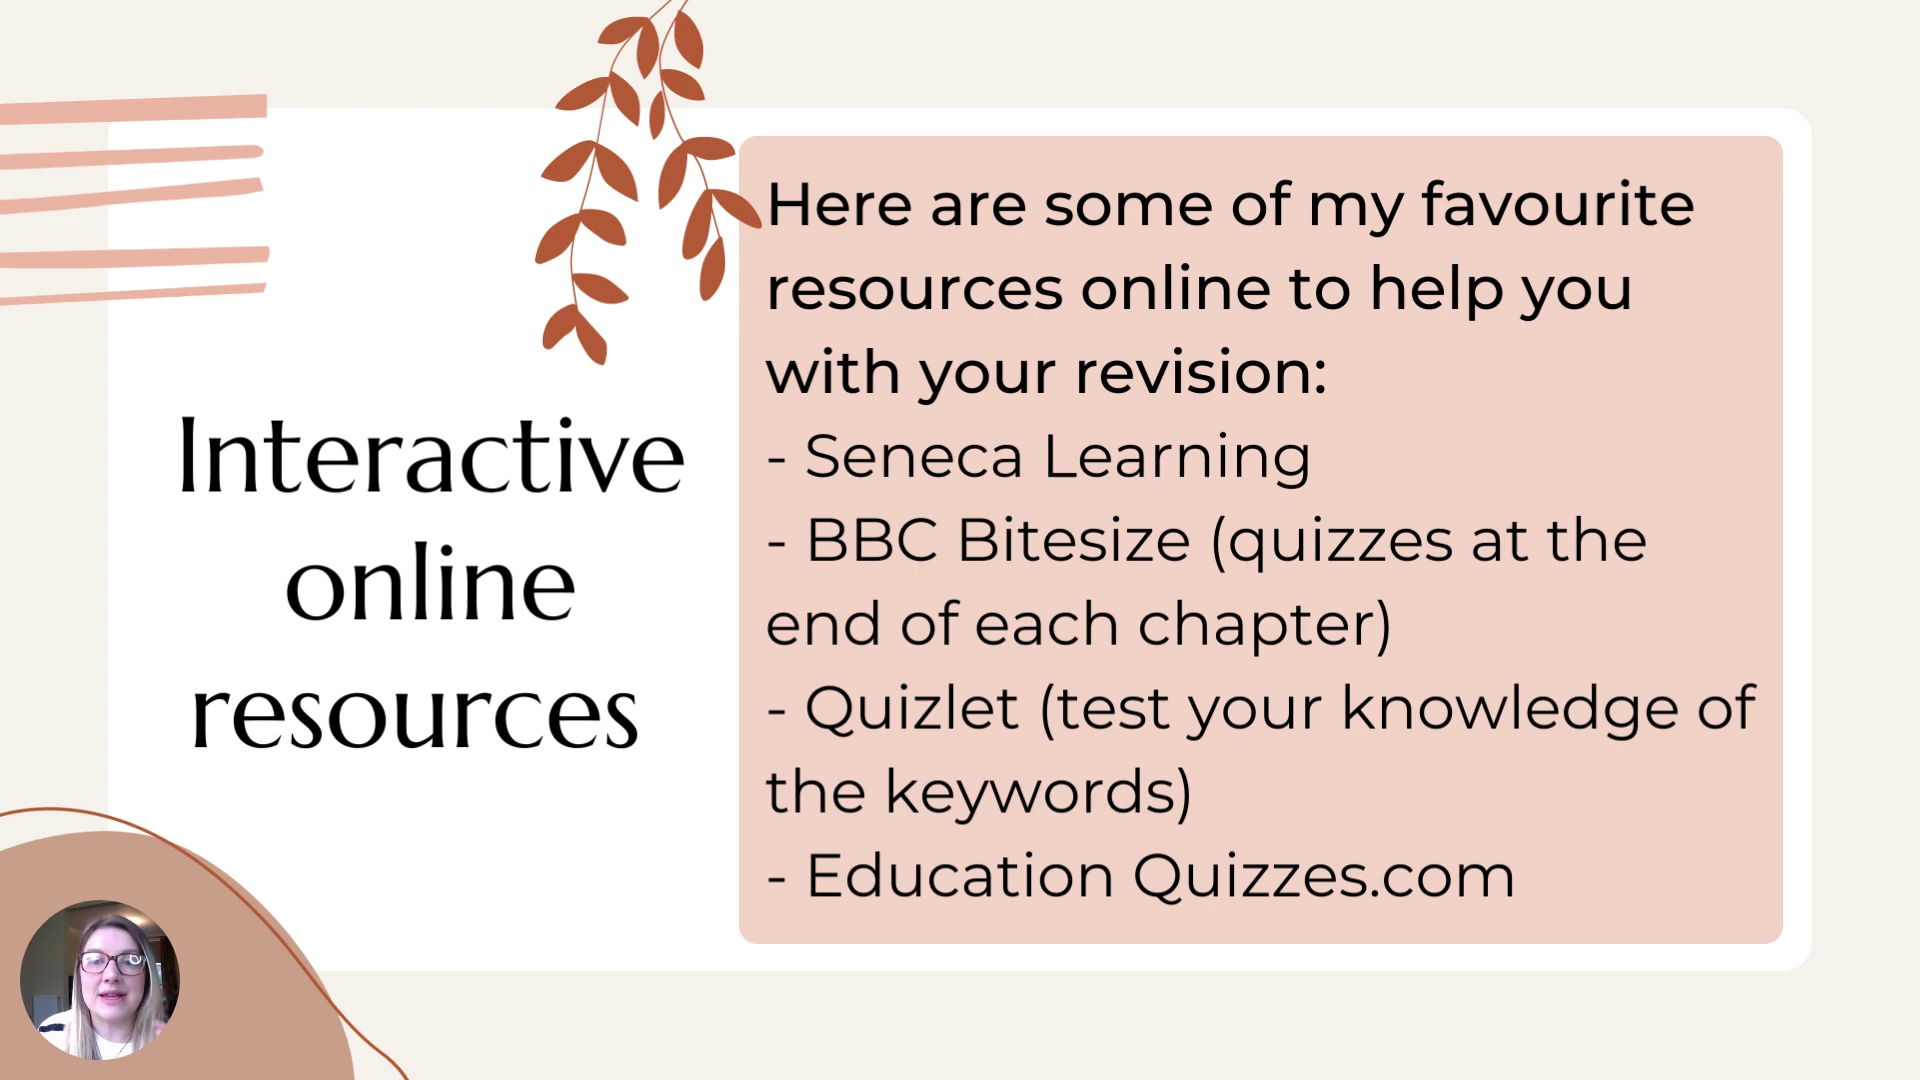 Interactive
online
resources
Here are some of my favourite
resources online to help you
with your revision:
- Seneca Learning
- BBC Bitesize (quizzes at the
end of each chapter)
- Quizlet (test your knowledge of
the keywords)
- Education Quizzes.com